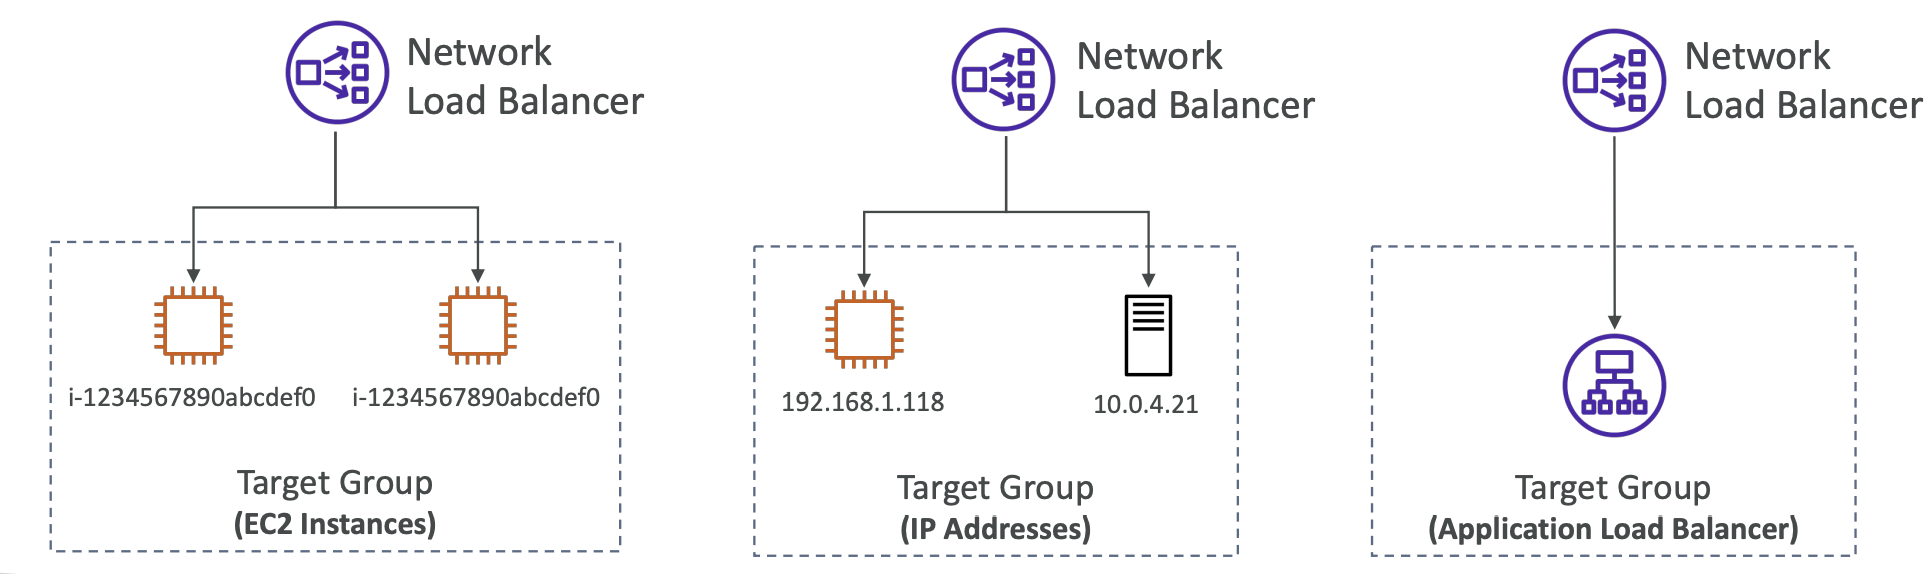 Network
Load Balancer
i-1234567890abcdef0
i-1234567890abcdef0
Target Group
(EC2 Instances)
Network
Load Balancer
192.168.1.118
10.0.4.21
Target Group
(IP Addresses)
Network
Load Balancer
Target Group
(Application Load Balancer)